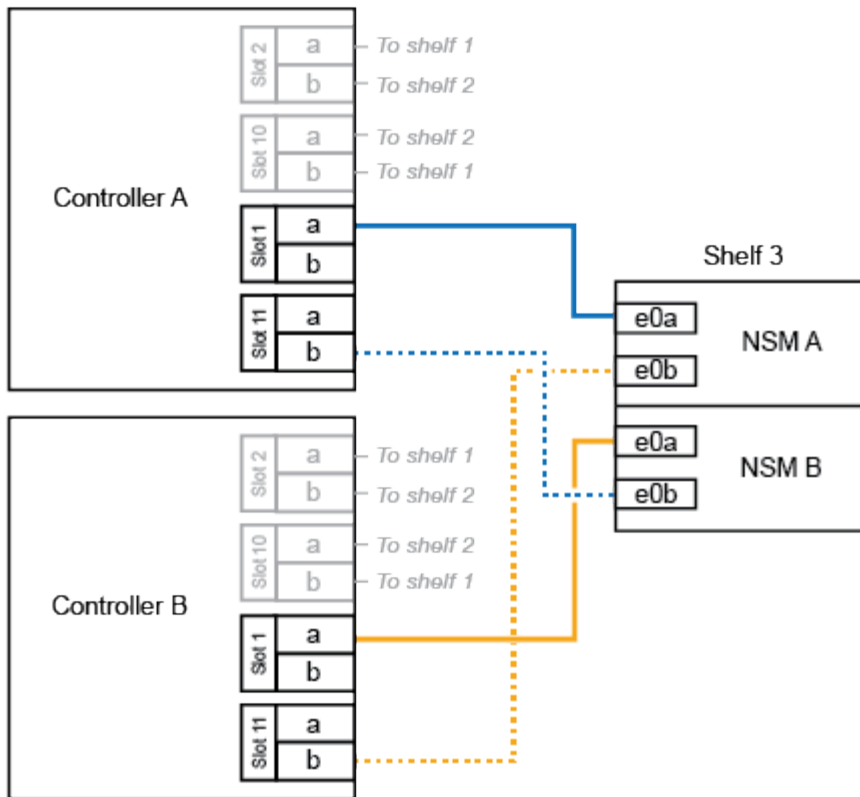 Controller A
Slot 2
a
To shelf 1
b
To shelf 2
Slot 10
a
To shelf 2
b
To shelf 1
Slot 1
a
b
Slot 11
a
b
Controller B
Slot 2
a
To shelf 1
b
To shelf 2
Slot 10
a
To shelf 2
b
To shelf 1
Slot 1
a
b
Slot 11
a
b
Shelf 3
e0a
NSM A
e0b
e0a
NSM B
e0b